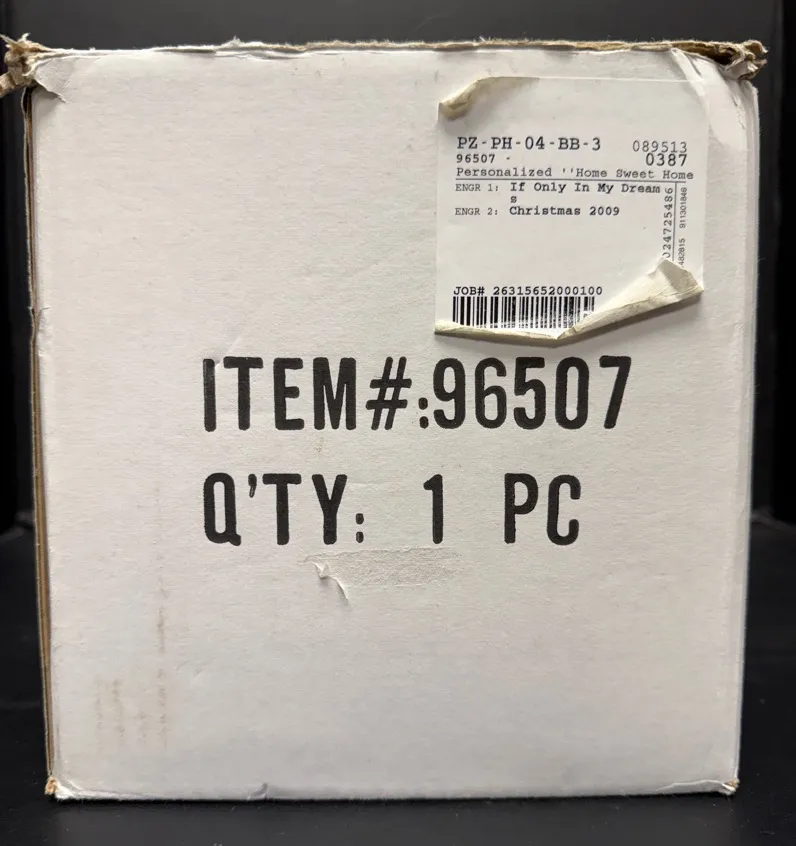 PZ-PH-04-BB-3 089513
96507 - 0387
Personalized ''Home Sweet Home
ENGR 1: If Only In My Dream
s
ENGR 2: Christmas 2009
024725486
911301846
JOB# 26315652000100
ITEM#:96507
Q'TY: 1 PC